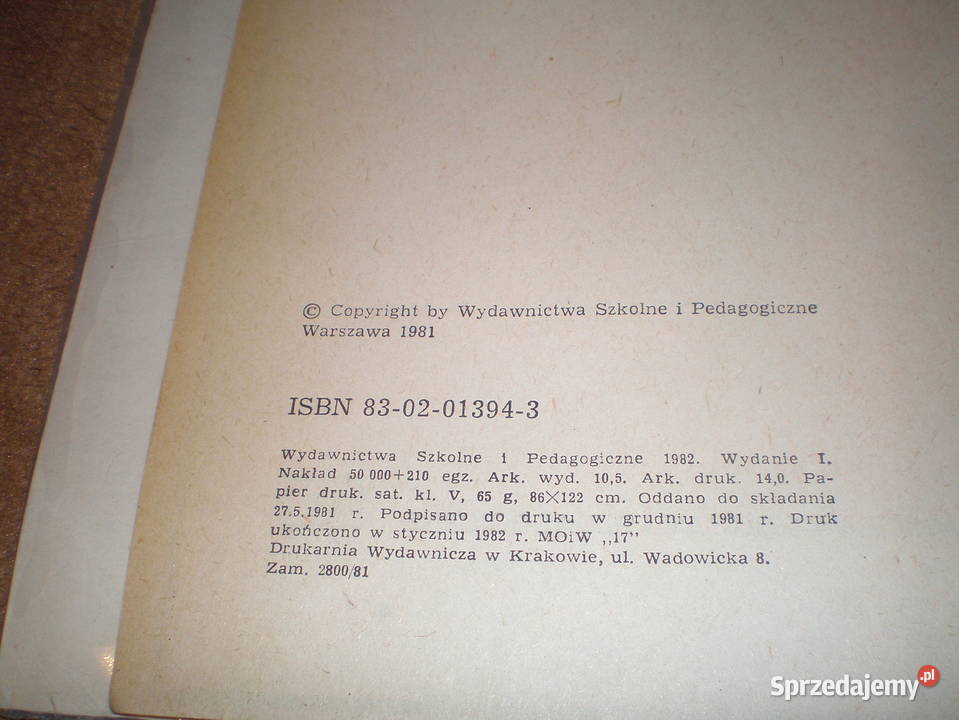 © Copyright by Wydawnictwa Szkolne i Pedagogiczne
Warszawa 1981
ISBN 83-02-01394-3
Wydawnictwa Szkolne i Pedagogiczne 1982. Wydanie I.
Nakład 50 000+210 egz. Ark. wyd. 10,5. Ark. druk. 14,0. Pa-
pier druk. sat. kl. V, 65 g, 86×122 cm. Oddano do składania
27.5.1981 r. Podpisano do druku w grudniu 1981 r. Druk
ukończono w styczniu 1982 r. MOiW „17”
Drukarnia Wydawnicza w Krakowie, ul. Wadowicka 8.
Zam. 2800/81
Sprzedajemy.pl